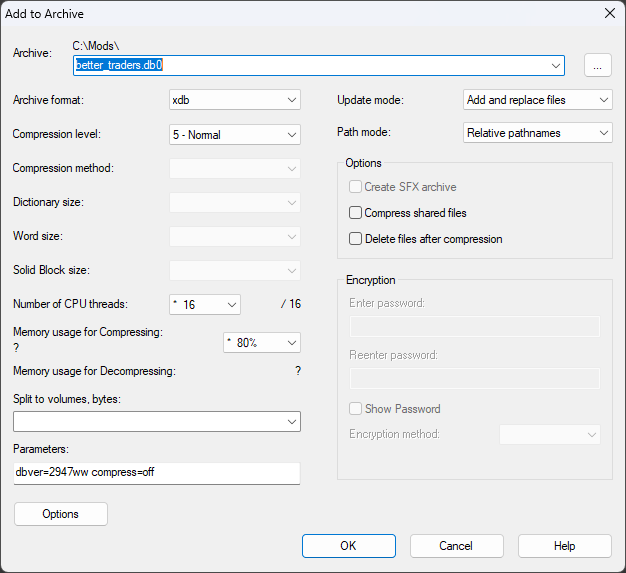 Add to Archive
C:\Mods\
Archive:
better_traders.db0
...
Archive format:
xdb
Update mode:
Add and replace files
Compression level:
5 - Normal
Path mode:
Relative pathnames
Compression method:
Options
Create SFX archive
Dictionary size:
Compress shared files
Word size:
Delete files after compression
Solid Block size:
Encryption
Number of CPU threads:
* 16
/ 16
Enter password:
Memory usage for Compressing:
?
* 80%
Reenter password:
Memory usage for Decompressing:
?
Split to volumes, bytes:
Show Password
Encryption method:
Parameters:
dbver=2947ww compress=off
Options
OK
Cancel
Help